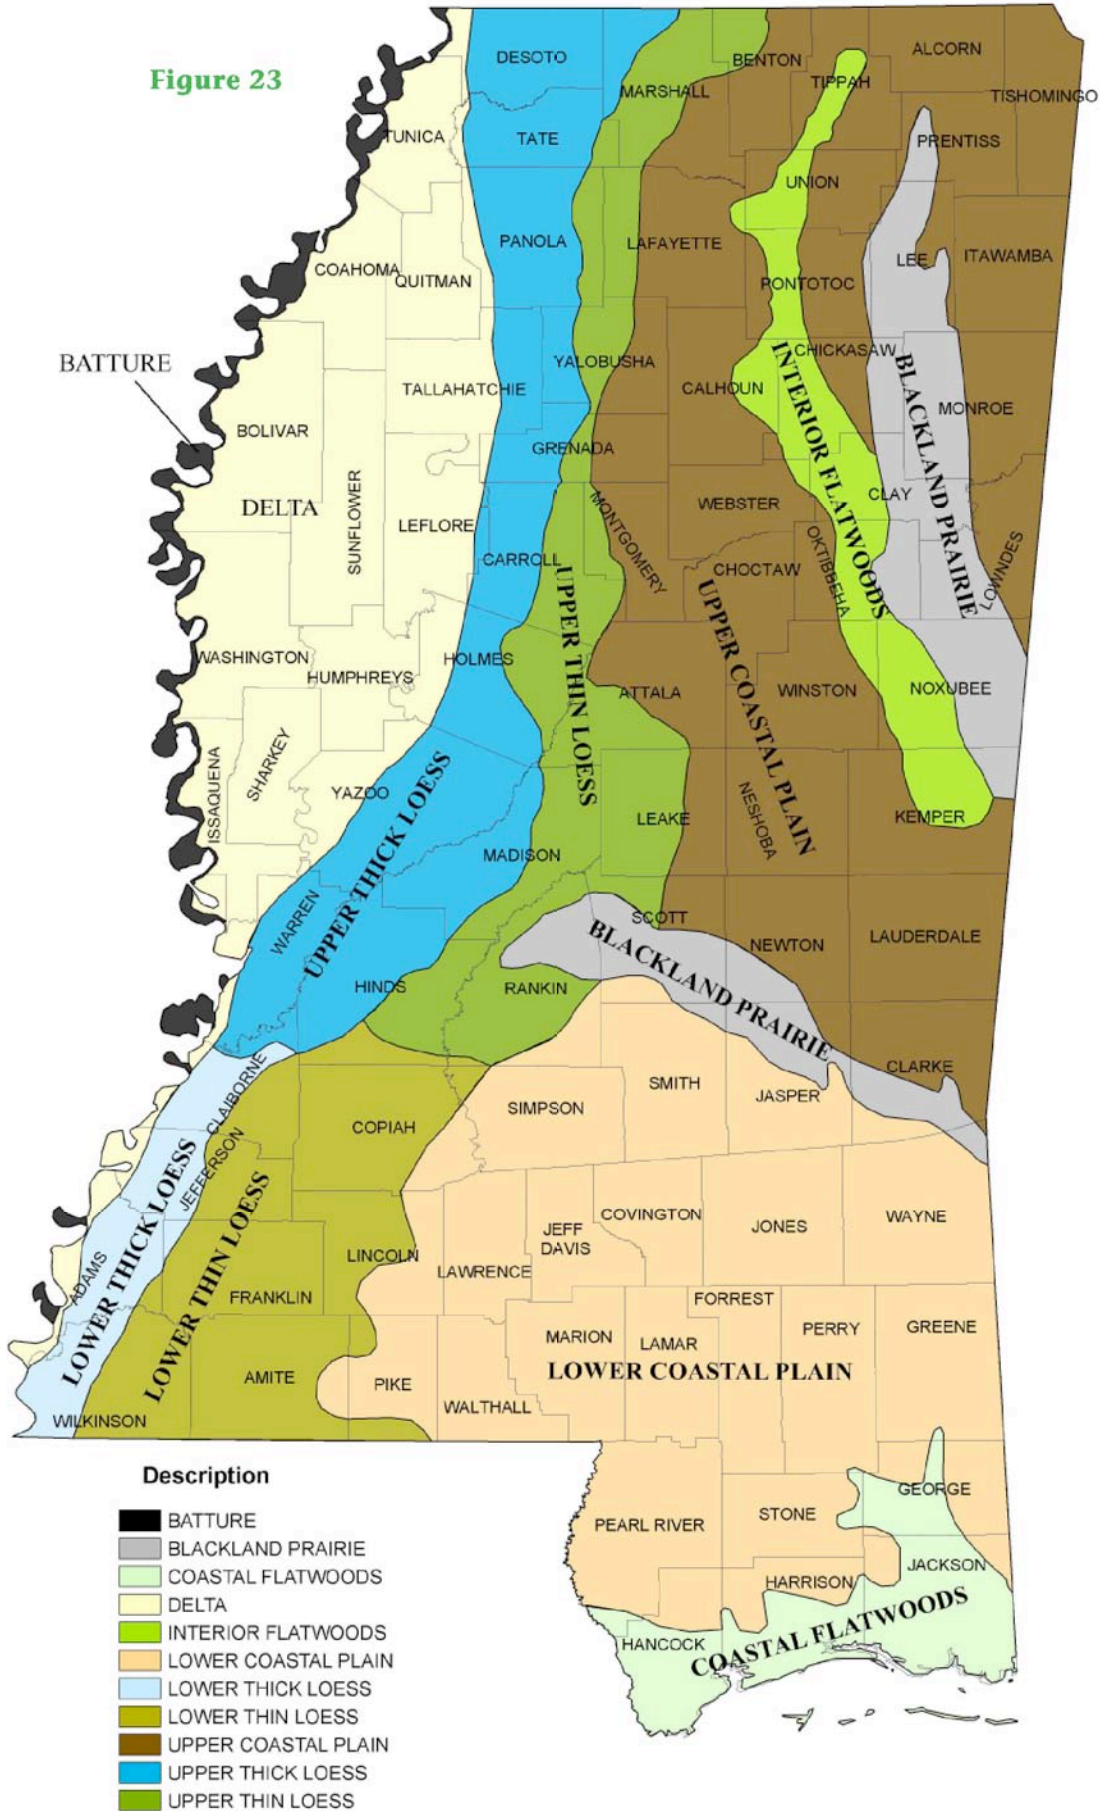 Figure 23
DESOTO
BENTON
ALCORN
TIPPAH
MARSHALL
TISHOMINGO
TUNICA
TATE
PRENTISS
UNION
PANOLA
LAFAYETTE
LEE
ITAWAMBA
COAHOMA
QUITMAN
PONTOTOC
BATTURE
YALOBUSHA
CHICKASAW
TALLAHATCHIE
CALHOUN
INTERIOR FLATWOODS
BLACKLAND PRAIRIE
MONROE
BOLIVAR
GRENADA
DELTA
SUNFLOWER
LEFLORE
MONTGOMERY
WEBSTER
CLAY
CARROLL
CHOCTAW
OKTIBBEHA
LOWNDES
UPPER THIN LOESS
UPPER COASTAL PLAIN
WASHINGTON
HUMPHREYS
HOLMES
ATTALA
WINSTON
NOXUBEE
ISSAQUENA
SHARKEY
YAZOO
UPPER THICK LOESS
LEAKE
NESHOBA
KEMPER
MADISON
WARREN
SCOTT
NEWTON
LAUDERDALE
BLACKLAND PRAIRIE
HINDS
RANKIN
CLARKE
CLAIBORNE
SMITH
JASPER
SIMPSON
COPIAH
JEFFERSON
LOWER THICK LOESS
LOWER THIN LOESS
COVINGTON
JONES
WAYNE
JEFF
DAVIS
LINCOLN
LAWRENCE
ADAMS
FRANKLIN
FORREST
MARION
LAMAR
PERRY
GREENE
LOWER COASTAL PLAIN
AMITE
PIKE
WALTHALL
WILKINSON
GEORGE
STONE
PEARL RIVER
JACKSON
HARRISON
HANCOCK
COASTAL FLATWOODS
Description
BATTURE
BLACKLAND PRAIRIE
COASTAL FLATWOODS
DELTA
INTERIOR FLATWOODS
LOWER COASTAL PLAIN
LOWER THICK LOESS
LOWER THIN LOESS
UPPER COASTAL PLAIN
UPPER THICK LOESS
UPPER THIN LOESS